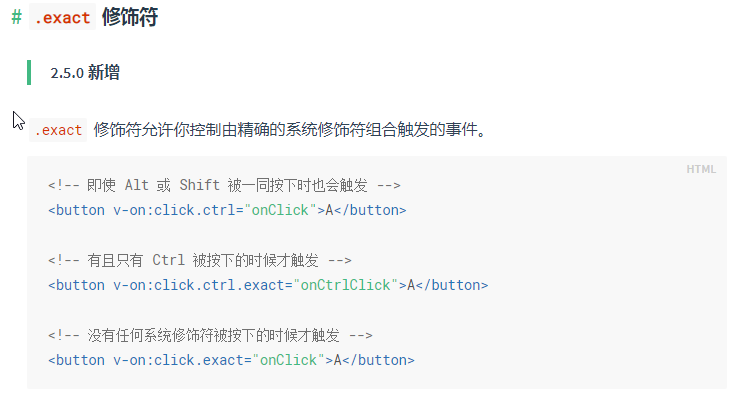 # .exact 修饰符
2.5.0 新增
.exact 修饰符允许你控制由精确的系统修饰符组合触发的事件。
HTML
<!-- 即使 Alt 或 Shift 被一同按下时也会触发 -->
<button v-on:click.ctrl="onClick">A</button>
<!-- 有且只有 Ctrl 被按下的时候才触发 -->
<button v-on:click.ctrl.exact="onCtrlClick">A</button>
<!-- 没有任何系统修饰符被按下的时候才触发 -->
<button v-on:click.exact="onClick">A</button>